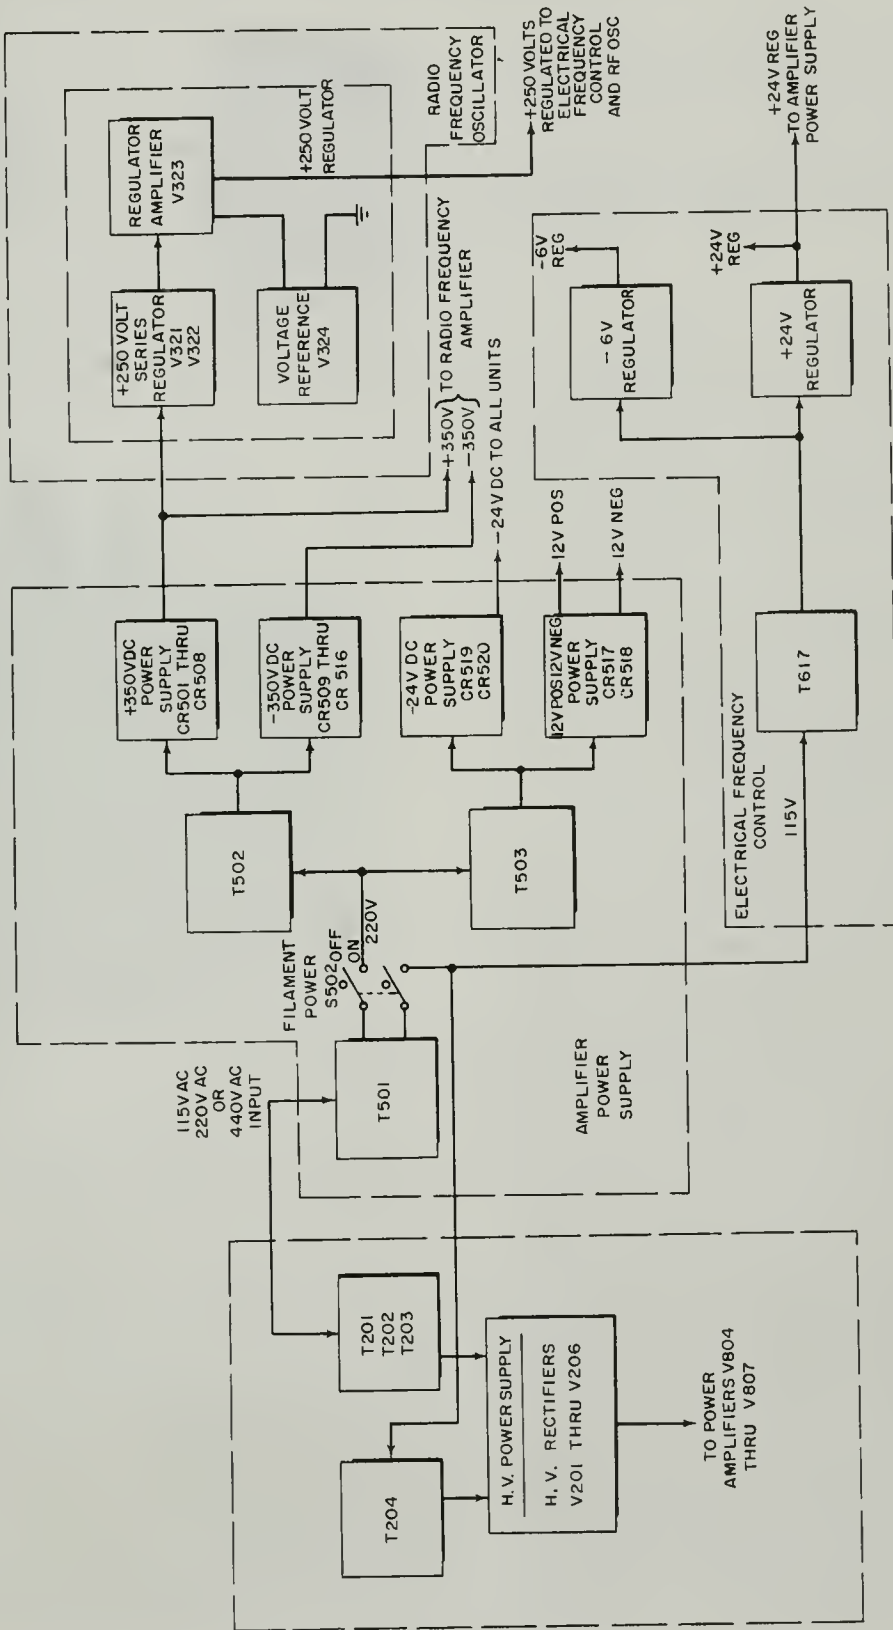 115V AC
220V AC
OR
440V AC
INPUT
T204
T201
T202
T203
H.V. POWER SUPPLY
H.V. RECTIFIERS
V201 THRU V206
TO POWER
AMPLIFIERS V804
THRU V807
T501
FILAMENT
POWER
S502
OFF
ON
220V
AMPLIFIER
POWER
SUPPLY
T502
T503
+350VDC
POWER
SUPPLY
CR501 THRU
CR508
-350VDC
POWER
SUPPLY
CR509 THRU
CR 516
-24V DC
POWER
SUPPLY
CR519
CR520
12V POS12V NEG
POWER
SUPPLY
CR517
CR518
+350V
-350V
TO RADIO FREQUENCY
AMPLIFIER
-24V DC TO ALL UNITS
12V POS
12V NEG
+250 VOLT
SERIES
REGULATOR
V321
V322
REGULATOR
AMPLIFIER
V323
VOLTAGE
REFERENCE
V324
+250 VOLT
REGULATOR
RADIO
FREQUENCY
OSCILLATOR
+250 VOLTS
REGULATED TO
ELECTRICAL
FREQUENCY
CONTROL
AND RF OSC
ELECTRICAL FREQUENCY
CONTROL
115V
T617
-6V
REGULATOR
-6V
REG
+24V
REGULATOR
+24V
REG
+24V REG
TO AMPLIFIER
POWER SUPPLY